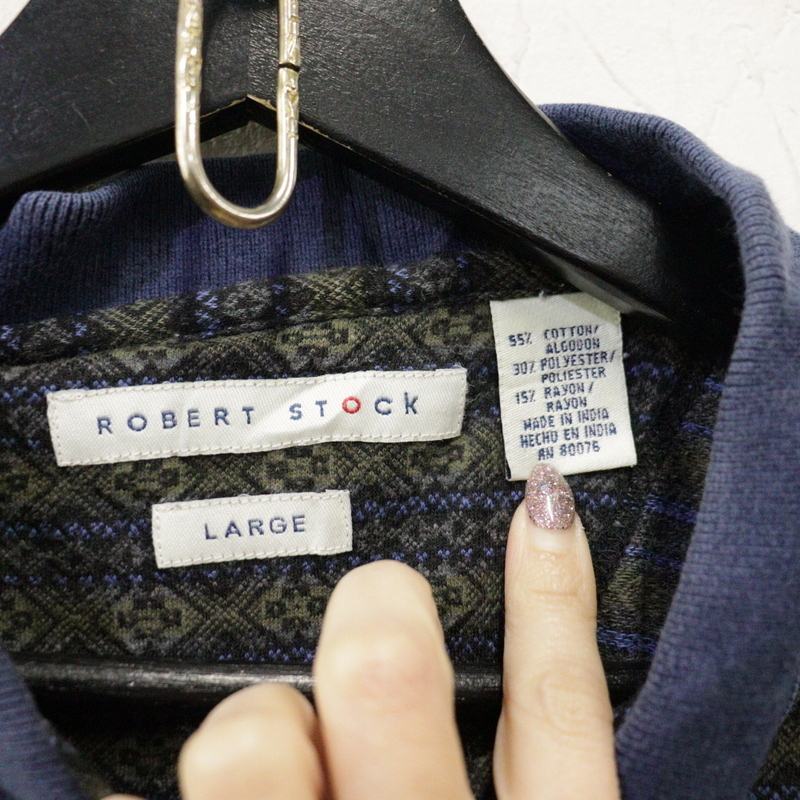 ROBERT STOCK
LARGE
55% COTTON/
ALGODON
30% POLYESTER/
POLIESTER
15% RAYON/
RAYON
MADE IN INDIA
HECHO EN INDIA
RN 80076